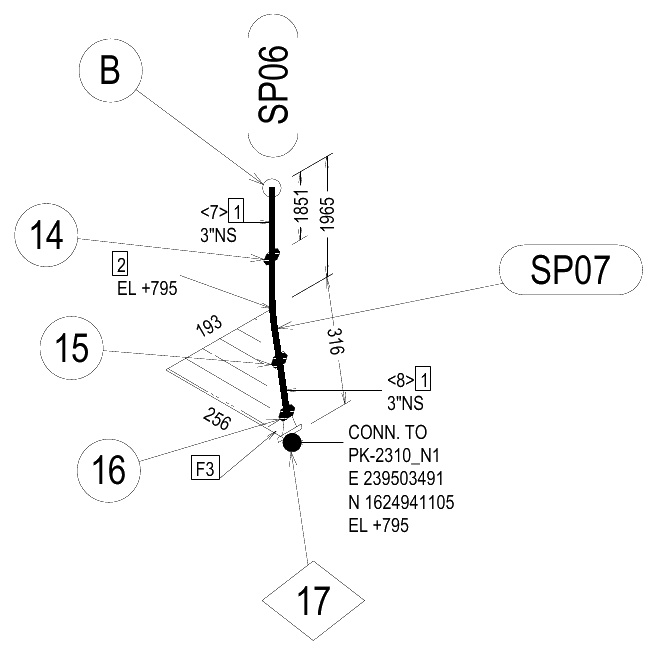 SP06
B
1851
1965
<7> 1
3"NS
14
2
EL +795
SP07
193
316
15
<8> 1
3"NS
256
CONN. TO
PK-2310_N1
E 239503491
N 1624941105
EL +795
16
F3
17